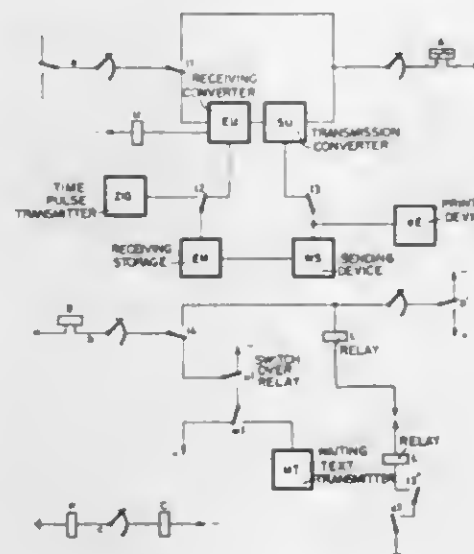 A
a
RECEIVING
CONVERTER
EU
SU
TRANSMISSION
CONVERTER
U
TIME
PULSE
TRANSMITTER
ZIG
RECEIVING
STORAGE
EM
WS
SENDING
DEVICE
PRINT
DEVI
B
b
RELAY
SWITCH
OVER
RELAY
WAITING
TEXT
TRANSMITTER
WT
RELAY
C
c